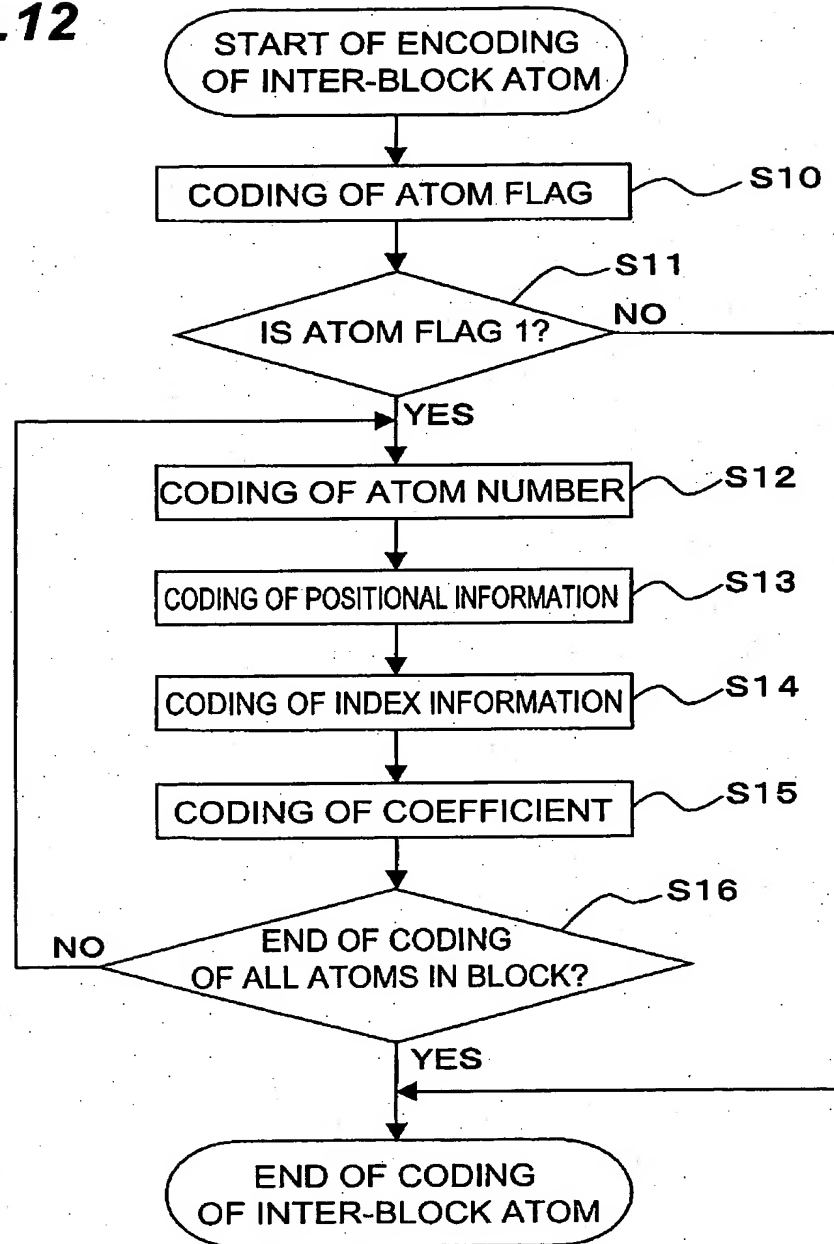 .12
START OF ENCODING
OF INTER-BLOCK ATOM
CODING OF ATOM FLAG
S10
S11
IS ATOM FLAG 1?
NO
YES
CODING OF ATOM NUMBER
S12
CODING OF POSITIONAL INFORMATION
S13
CODING OF INDEX INFORMATION
S14
CODING OF COEFFICIENT
S15
S16
NO
END OF CODING
OF ALL ATOMS IN BLOCK?
YES
END OF CODING
OF INTER-BLOCK ATOM